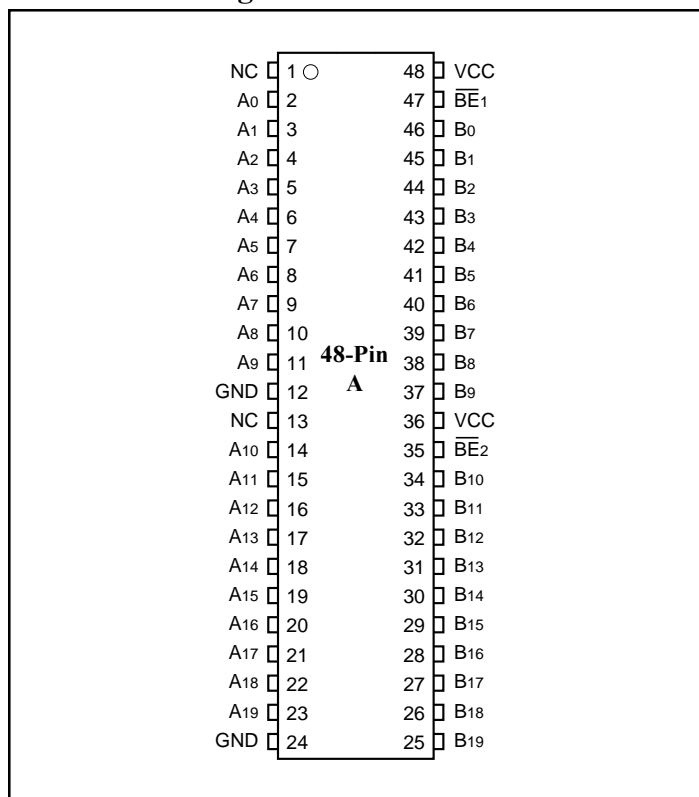 NC 1 48 VCC
A0 2 47 B̅E̅1
A1 3 46 B0
A2 4 45 B1
A3 5 44 B2
A4 6 43 B3
A5 7 42 B4
A6 8 41 B5
A7 9 40 B6
A8 10 39 B7
48-Pin
A9 11 38 B8
A
GND 12 37 B9
NC 13 36 VCC
A10 14 35 B̅E̅2
A11 15 34 B10
A12 16 33 B11
A13 17 32 B12
A14 18 31 B13
A15 19 30 B14
A16 20 29 B15
A17 21 28 B16
A18 22 27 B17
A19 23 26 B18
GND 24 25 B19